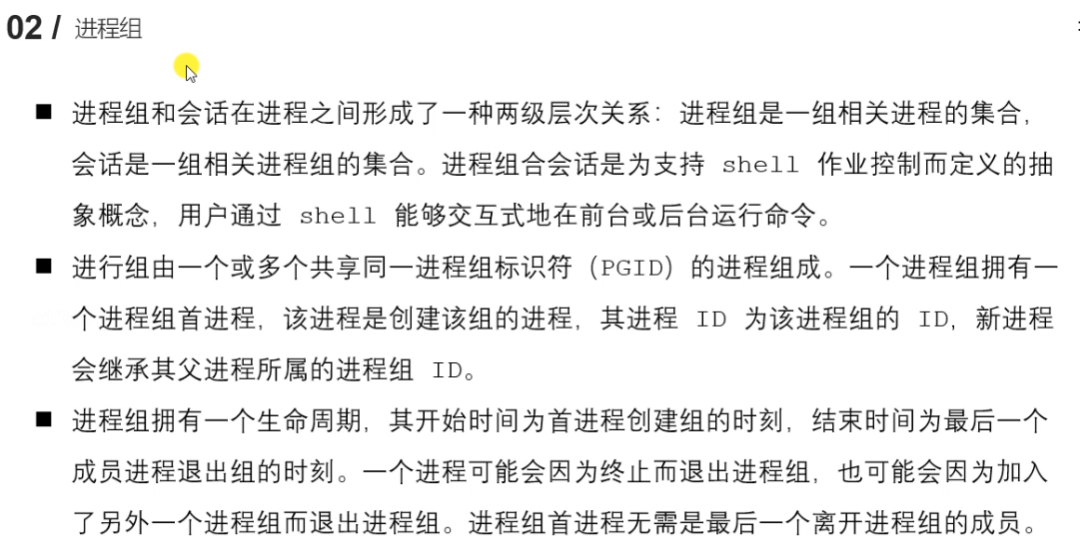 02 / 进程组
■ 进程组和会话在进程之间形成了一种两级层次关系：进程组是一组相关进程的集合，
会话是一组相关进程组的集合。进程组合会话是为支持 shell 作业控制而定义的抽
象概念，用户通过 shell 能够交互式地在前台或后台运行命令。
■ 进行组由一个或多个共享同一进程组标识符（PGID）的进程组成。一个进程组拥有一
个进程组首进程，该进程是创建该组的进程，其进程 ID 为该进程组的 ID，新进程
会继承其父进程所属的进程组 ID。
■ 进程组拥有一个生命周期，其开始时间为首进程创建组的时刻，结束时间为最后一个
成员进程退出组的时刻。一个进程可能会因为终止而退出进程组，也可能会因为加入
了另外一个进程组而退出进程组。进程组首进程无需是最后一个离开进程组的成员。